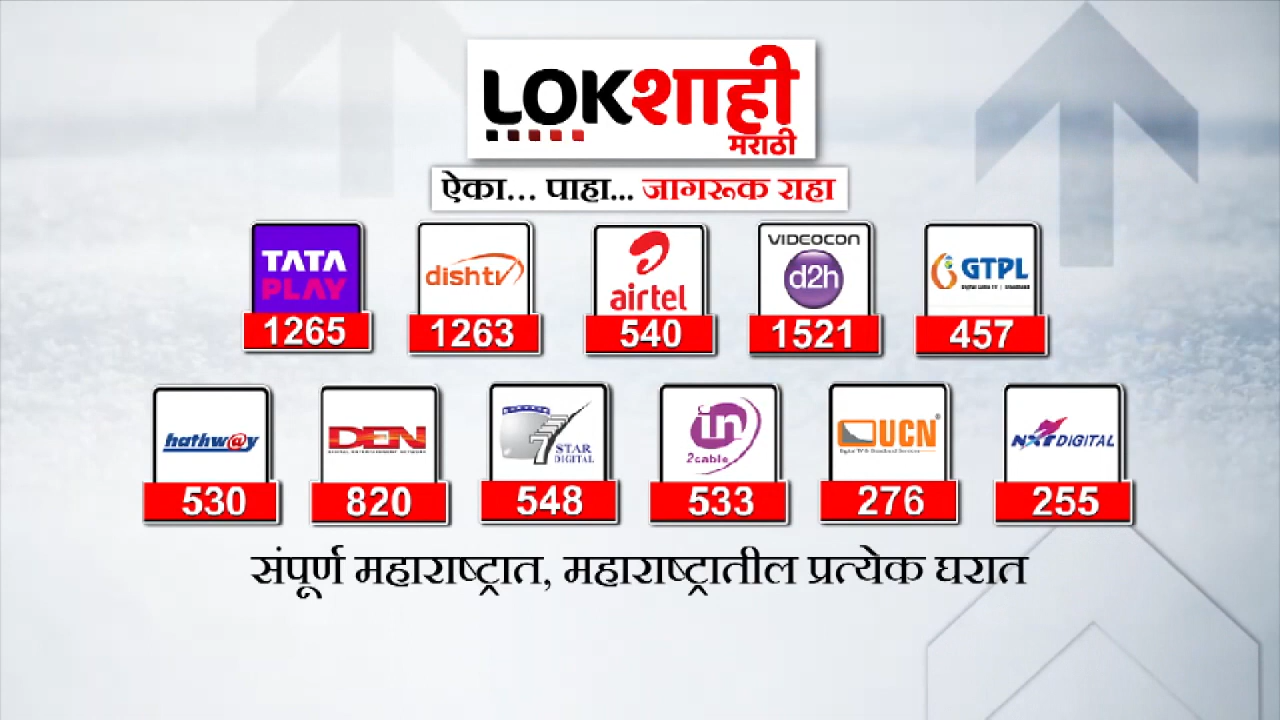 LOKशाही
मराठी
ऐका... पाहा... जागरूक राहा
TATA PLAY
dishtv
airtel
VIDEOCON d2h
GTPL
1265
1263
540
1521
457
hathw@y
DEN
7 STAR DIGITAL
in 2cable
UCN
NXT DIGITAL
530
820
548
533
276
255
संपूर्ण महाराष्ट्रात, महाराष्ट्रातील प्रत्येक घरात